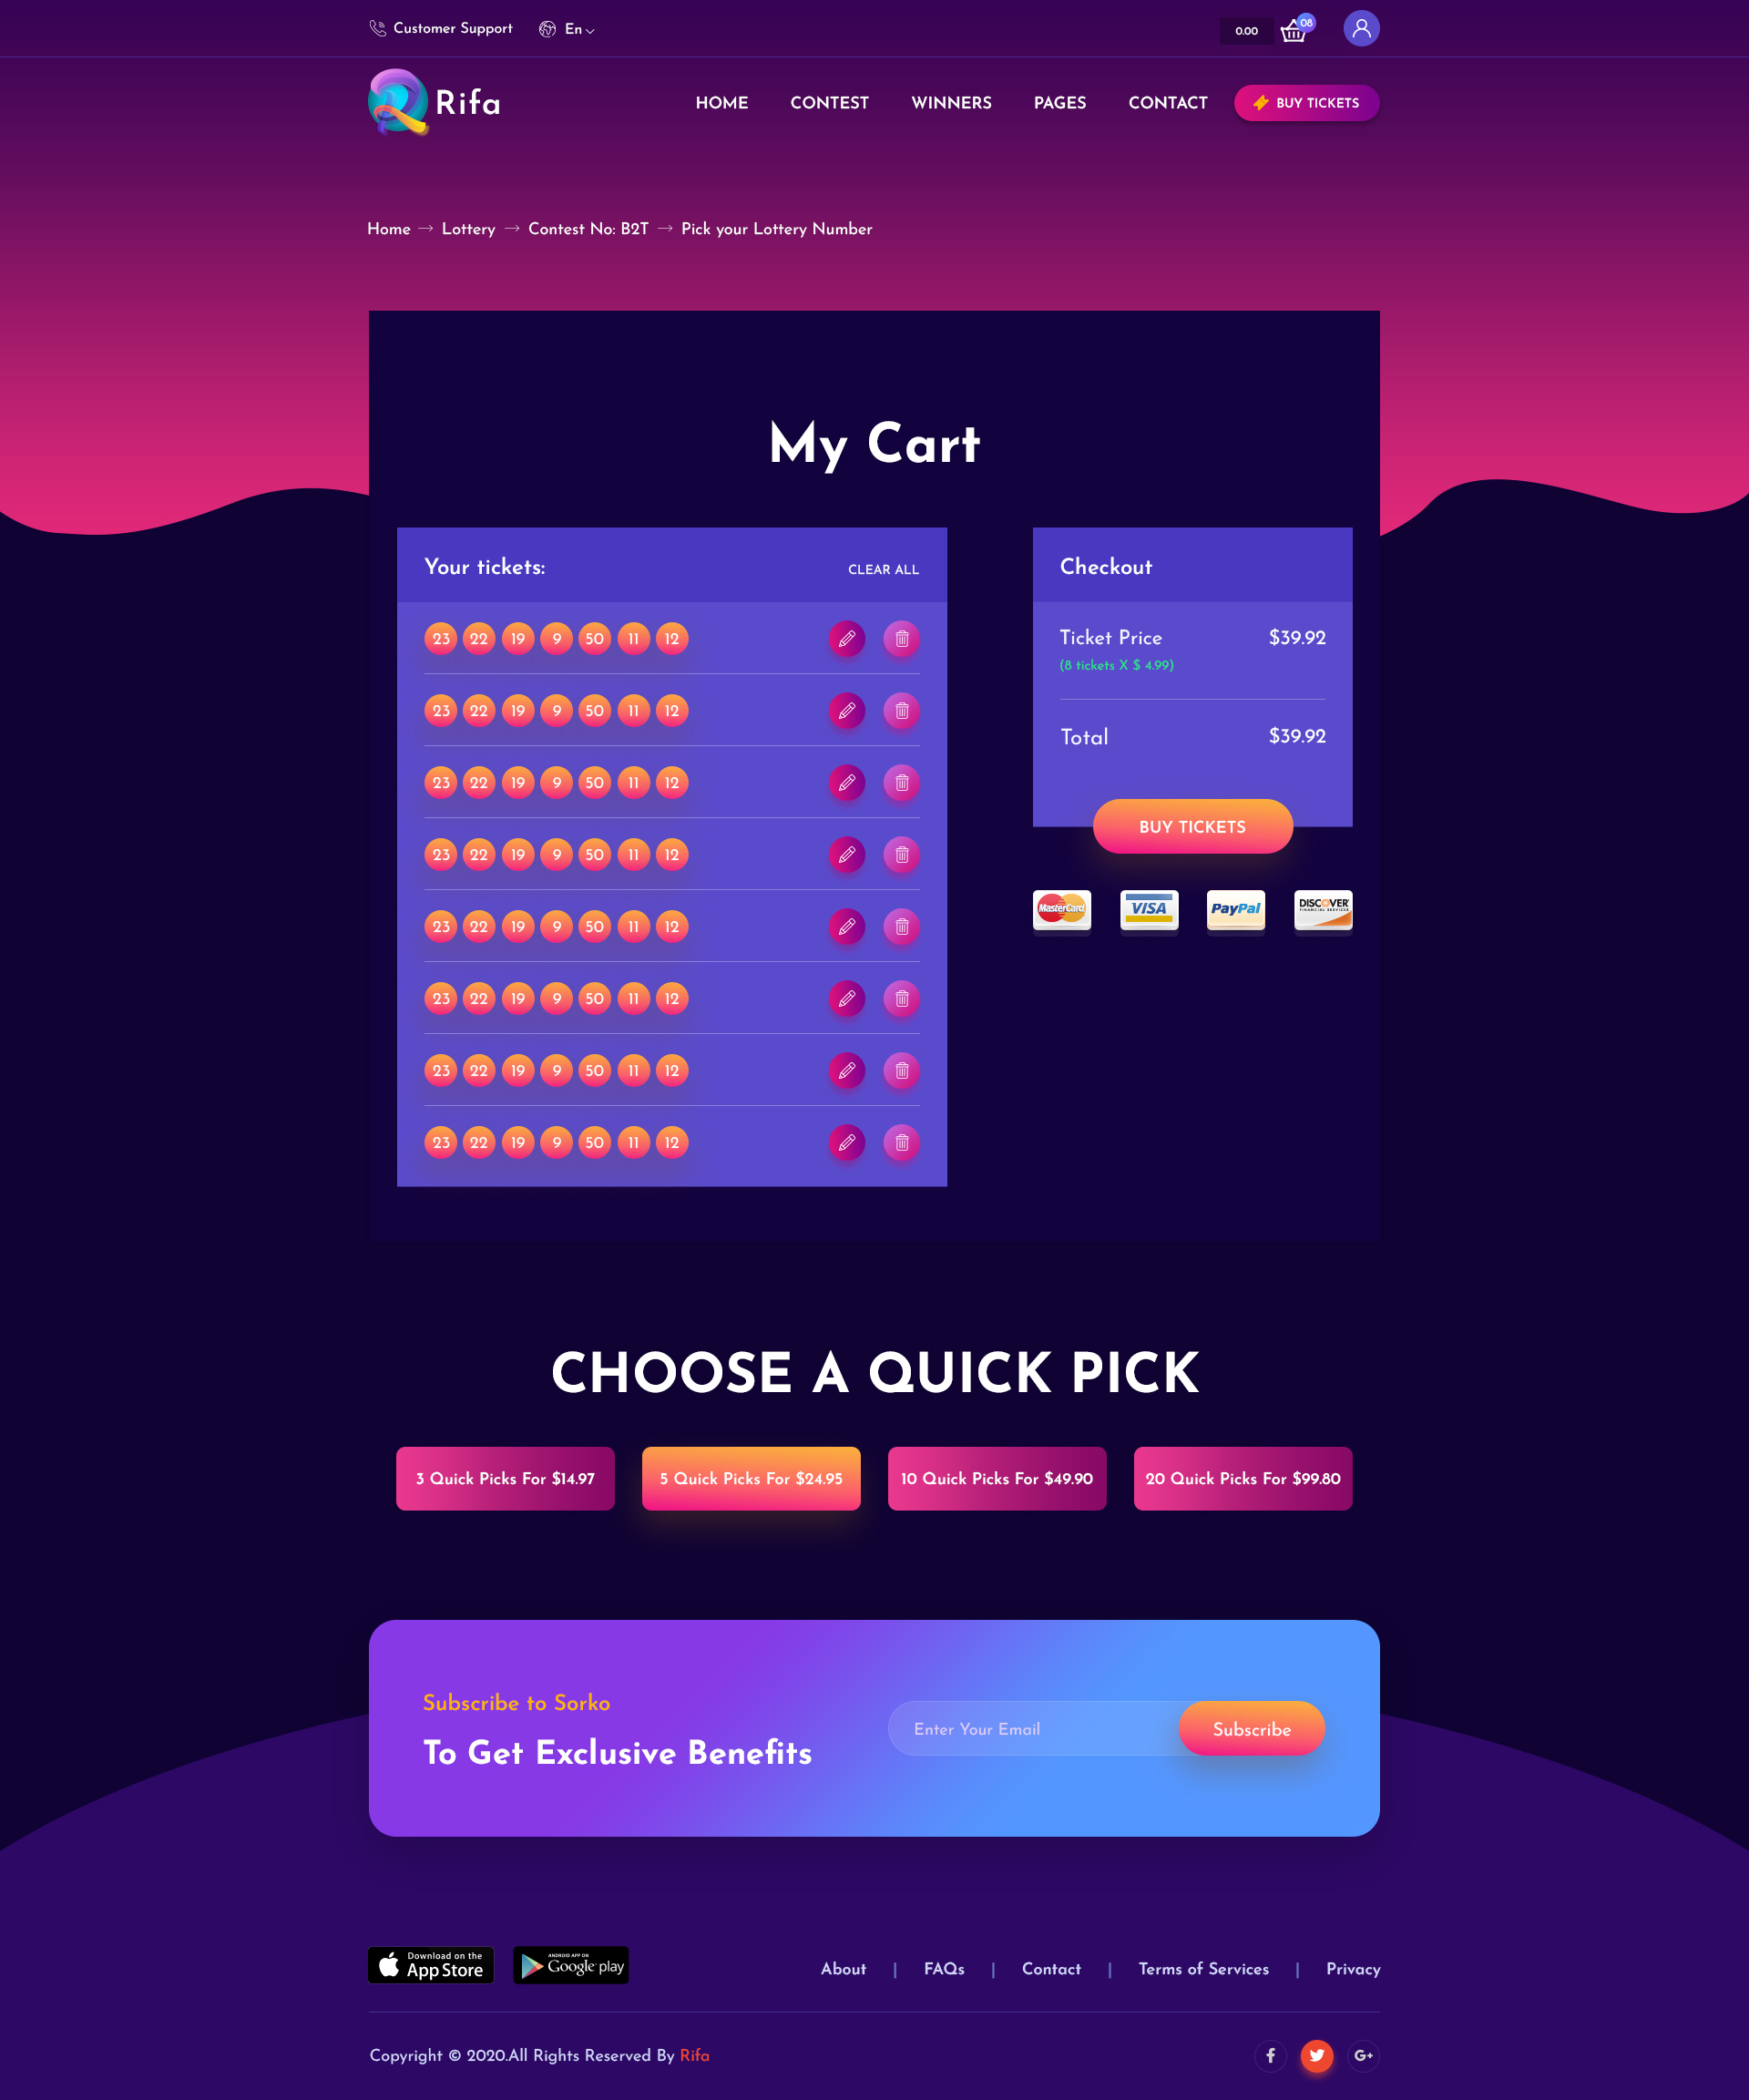 Customer Support
En
0.00
08
Rifa
HOME
CONTEST
WINNERS
PAGES
CONTACT
BUY TICKETS
Home
Lottery
Contest No: B2T
Pick your Lottery Number
My Cart
Your tickets:
CLEAR ALL
23 22 19 9 50 11 12
23 22 19 9 50 11 12
23 22 19 9 50 11 12
23 22 19 9 50 11 12
23 22 19 9 50 11 12
23 22 19 9 50 11 12
23 22 19 9 50 11 12
23 22 19 9 50 11 12
Checkout
Ticket Price $39.92
(8 tickets X $ 4.99)
Total $39.92
BUY TICKETS
MasterCard
VISA
PayPal
DISCOVER
FINANCIAL SERVICES
CHOOSE A QUICK PICK
3 Quick Picks For $14.97
5 Quick Picks For $24.95
10 Quick Picks For $49.90
20 Quick Picks For $99.80
Subscribe to Sorko
To Get Exclusive Benefits
Enter Your Email
Subscribe
Download on the
App Store
ANDROID APP ON
Google play
About | FAQs | Contact | Terms of Services | Privacy
Copyright © 2020.All Rights Reserved By Rifa
f
G+